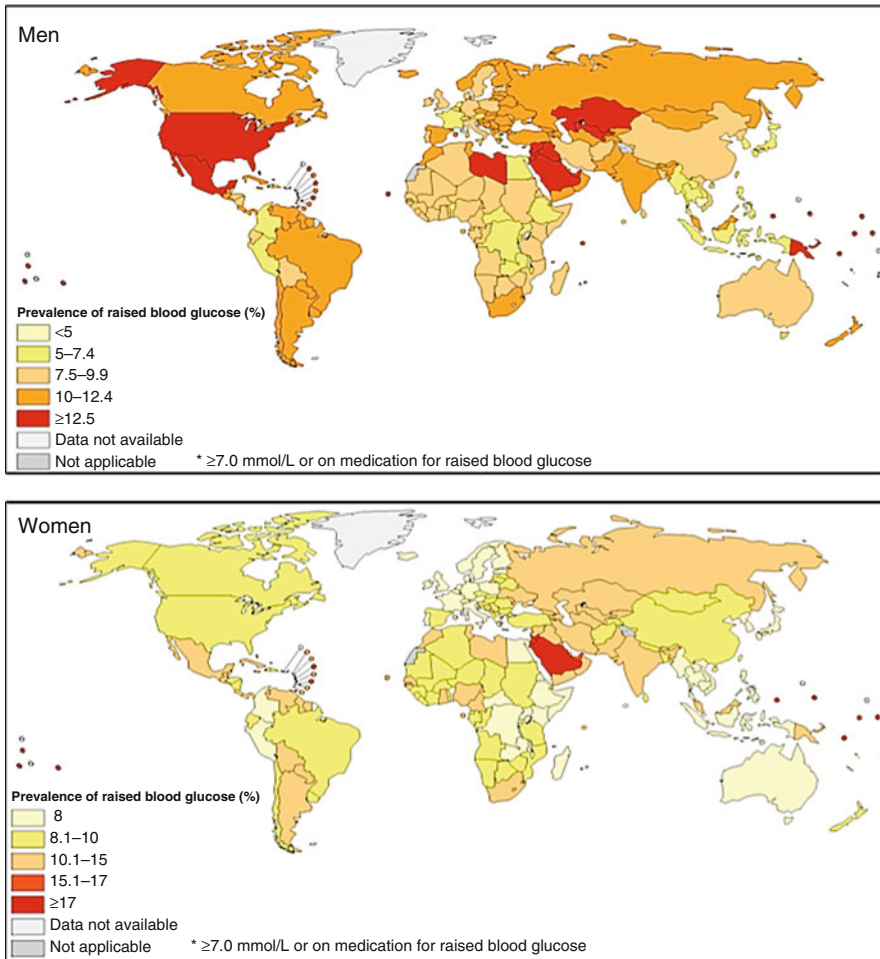 Men
Prevalence of raised blood glucose (%)
<5
5–7.4
7.5–9.9
10–12.4
≥12.5
Data not available
Not applicable * ≥7.0 mmol/L or on medication for raised blood glucose
Women
Prevalence of raised blood glucose (%)
8
8.1–10
10.1–15
15.1–17
≥17
Data not available
Not applicable * ≥7.0 mmol/L or on medication for raised blood glucose